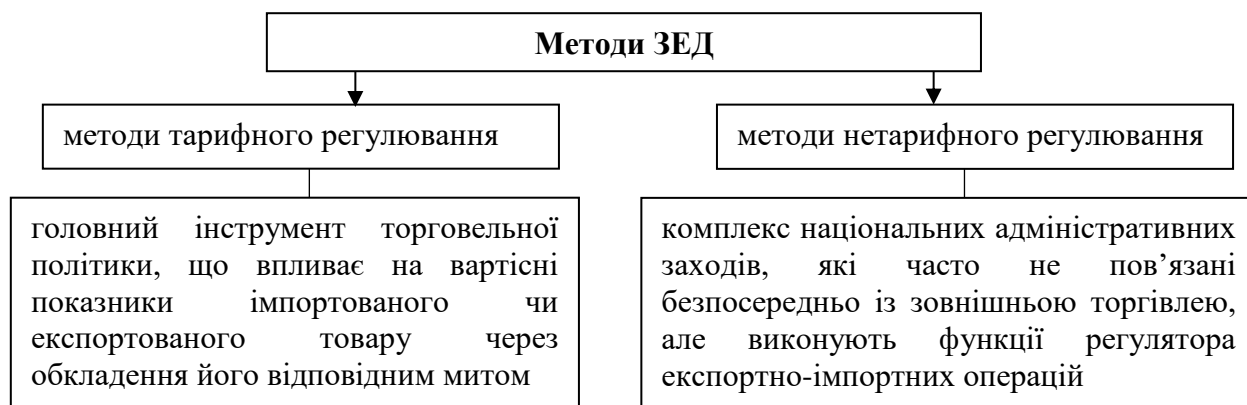 Методи ЗЕД
методи тарифного регулювання
методи нетарифного регулювання
головний інструмент торговельної
політики, що впливає на вартісні
показники імпортованого чи
експортованого товару через
обкладення його відповідним митом
комплекс національних адміністративних
заходів, які часто не пов’язані
безпосередньо із зовнішньою торгівлею,
але виконують функції регулятора
експортно-імпортних операцій